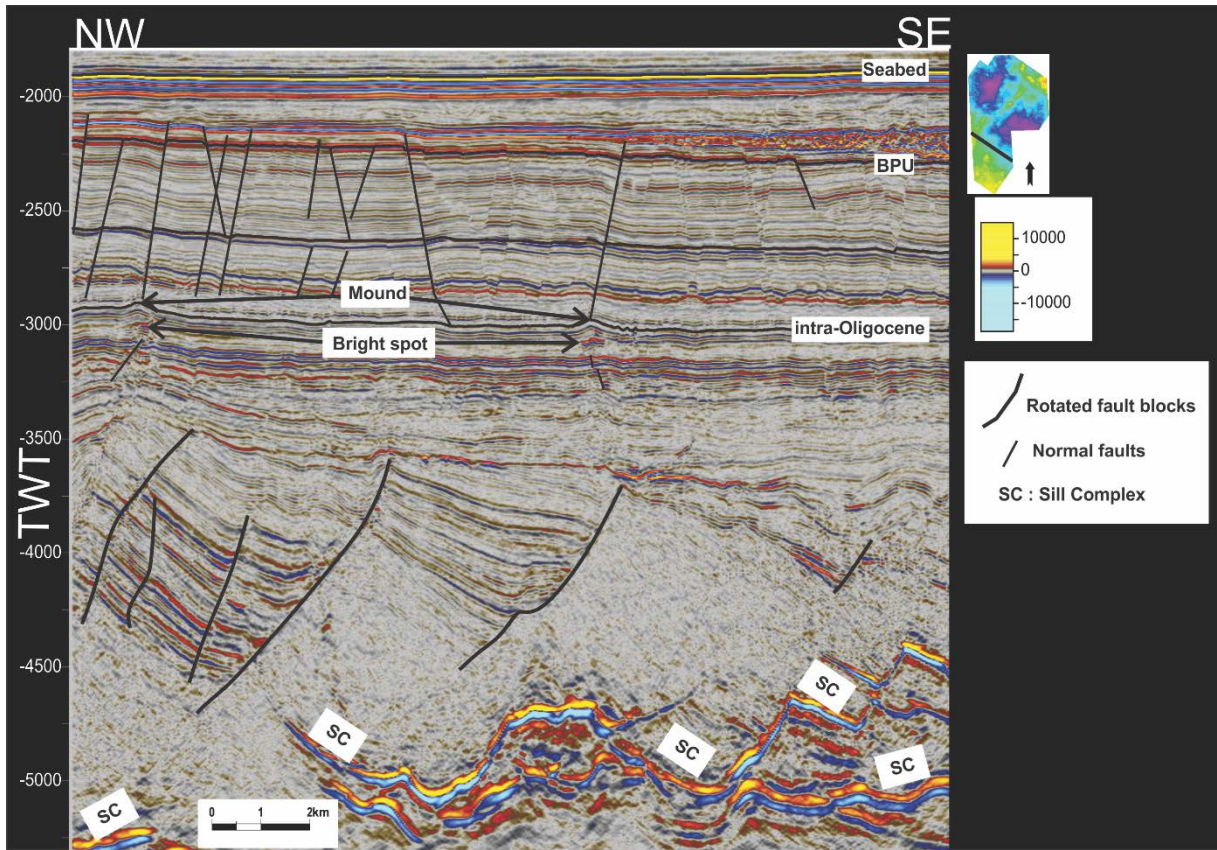 NW
SE
Seabed
-2000
BPU
-2500
10000
0
-10000
Mound
-3000
intra-Oligocene
Bright spot
-3500
Rotated fault blocks
Normal faults
SC : Sill Complex
TWT
-4000
-4500
SC
SC
SC
SC
-5000
SC
0 1 2km